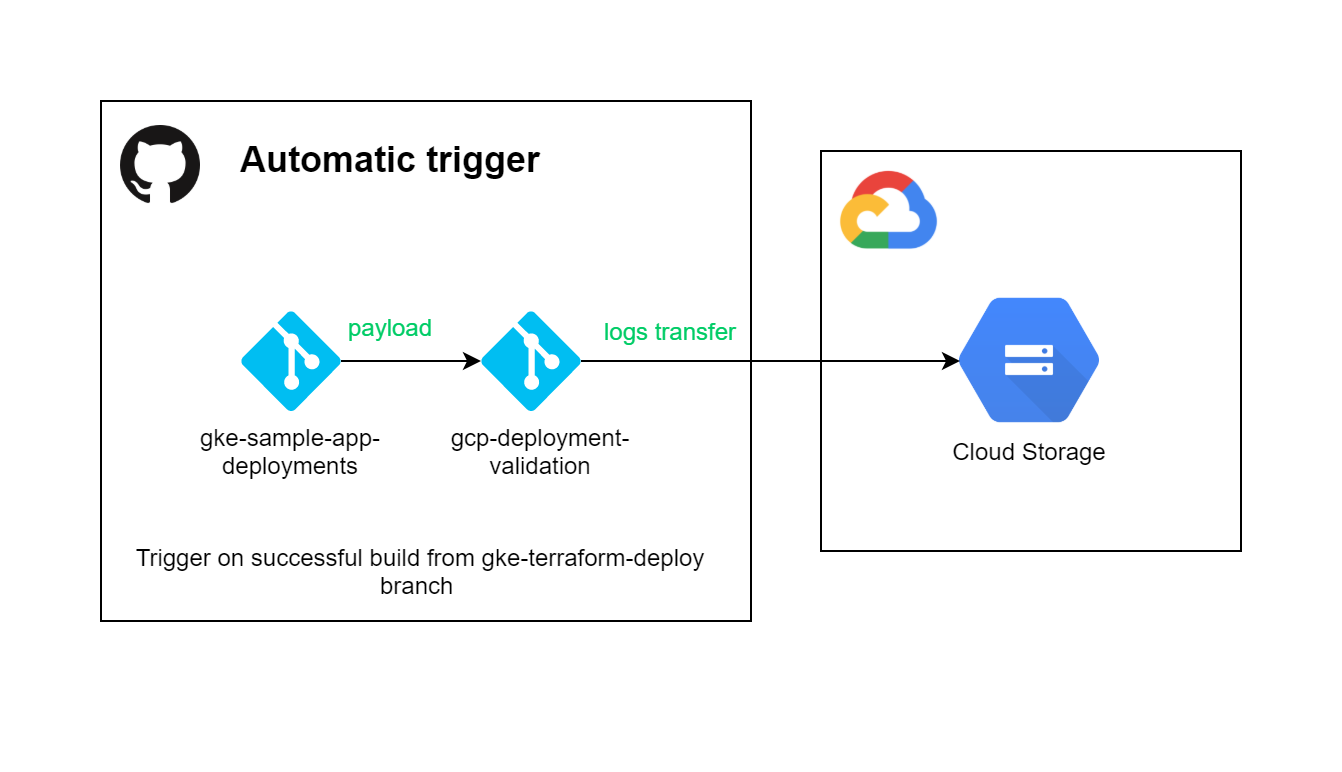 Automatic trigger
payload
logs transfer
gke-sample-app-
deployments
gcp-deployment-
validation
Cloud Storage
Trigger on successful build from gke-terraform-deploy
branch